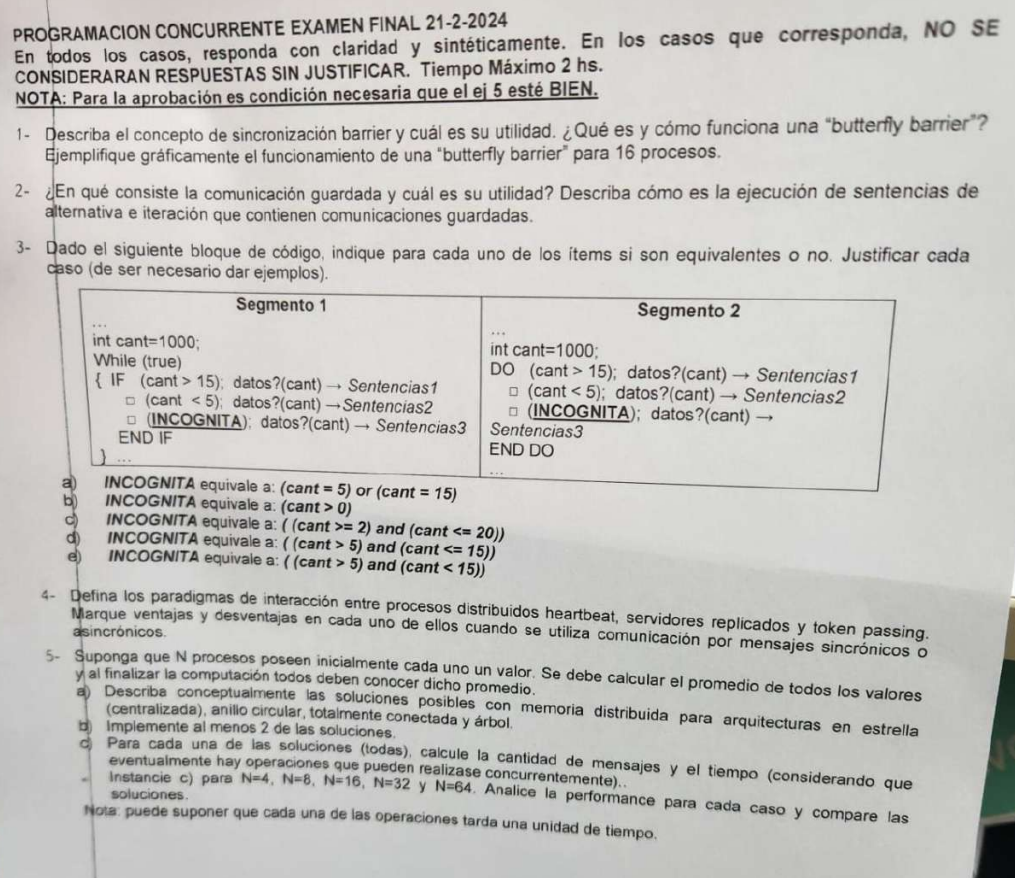 PROGRAMACION CONCURRENTE EXAMEN FINAL 21-2-2024
En todos los casos, responda con claridad y sintéticamente. En los casos que corresponda, NO SE
CONSIDERARAN RESPUESTAS SIN JUSTIFICAR. Tiempo Máximo 2 hs.
NOTA: Para la aprobación es condición necesaria que el ej 5 esté BIEN.
1- Describa el concepto de sincronización barrier y cuál es su utilidad. ¿Qué es y cómo funciona una "butterfly barrier"?
Ejemplifique gráficamente el funcionamiento de una "butterfly barrier" para 16 procesos.
2- ¿En qué consiste la comunicación guardada y cuál es su utilidad? Describa cómo es la ejecución de sentencias de
alternativa e iteración que contienen comunicaciones guardadas.
3- Dado el siguiente bloque de código, indique para cada uno de los ítems si son equivalentes o no. Justificar cada
caso (de ser necesario dar ejemplos).
Segmento 1
...
int cant=1000;
While (true)
{ IF (cant > 15); datos?(cant) → Sentencias1
□ (cant < 5); datos?(cant) →Sentencias2
□ (INCOGNITA); datos?(cant) → Sentencias3
END IF
} ...
Segmento 2
...
int cant=1000;
DO (cant > 15); datos?(cant) → Sentencias1
□ (cant < 5); datos?(cant) → Sentencias2
□ (INCOGNITA); datos?(cant) →
Sentencias3
END DO
...
a) INCOGNITA equivale a: (cant = 5) or (cant = 15)
b) INCOGNITA equivale a: (cant > 0)
c) INCOGNITA equivale a: ( (cant >= 2) and (cant <= 20))
d) INCOGNITA equivale a: ( (cant > 5) and (cant <= 15))
e) INCOGNITA equivale a: ( (cant > 5) and (cant < 15))
4- Defina los paradigmas de interacción entre procesos distribuidos heartbeat, servidores replicados y token passing.
Marque ventajas y desventajas en cada uno de ellos cuando se utiliza comunicación por mensajes sincrónicos o
asincrónicos.
5- Suponga que N procesos poseen inicialmente cada uno un valor. Se debe calcular el promedio de todos los valores
y al finalizar la computación todos deben conocer dicho promedio.
a) Describa conceptualmente las soluciones posibles con memoria distribuida para arquitecturas en estrella
(centralizada), anillo circular, totalmente conectada y árbol.
b) Implemente al menos 2 de las soluciones.
c) Para cada una de las soluciones (todas), calcule la cantidad de mensajes y el tiempo (considerando que
eventualmente hay operaciones que pueden realizase concurrentemente)..
- Instancie c) para N=4, N=8, N=16, N=32 y N=64. Analice la performance para cada caso y compare las
soluciones.
Nota: puede suponer que cada una de las operaciones tarda una unidad de tiempo.